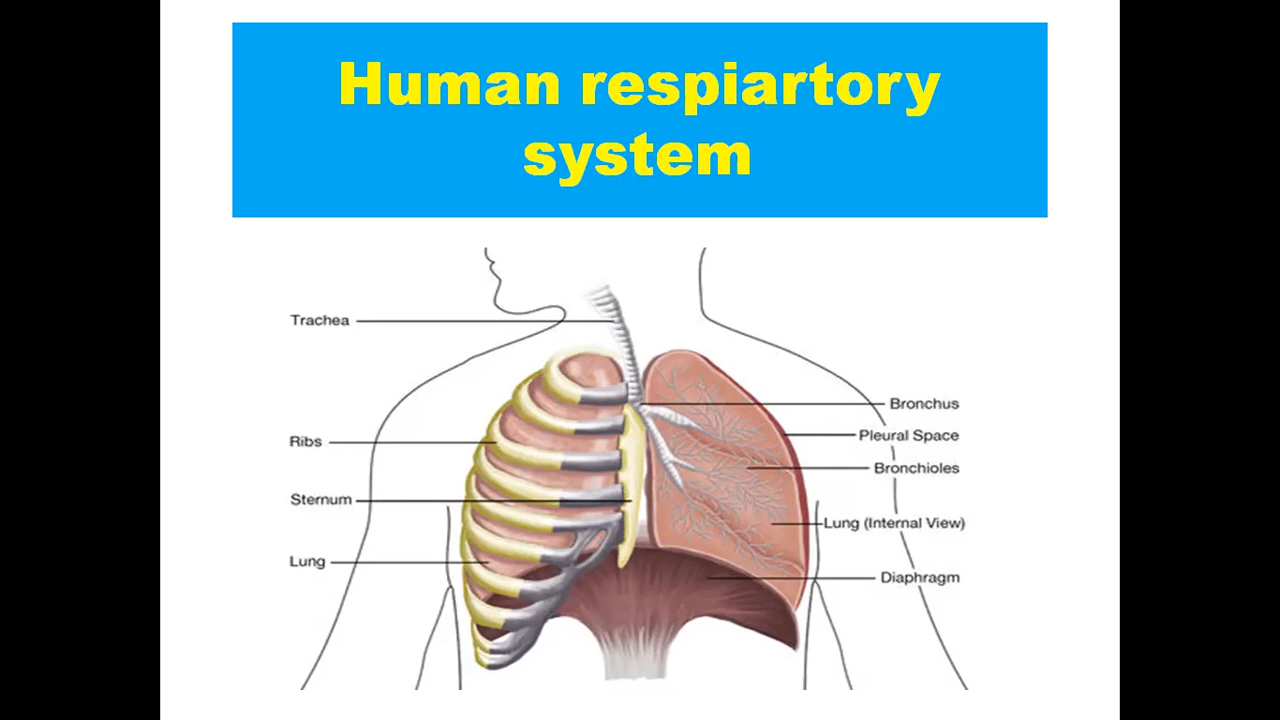 Human respiartory
system
Trachea
Bronchus
Pleural Space
Ribs
Bronchioles
Sternum
Lung (Internal View)
Lung
Diaphragm